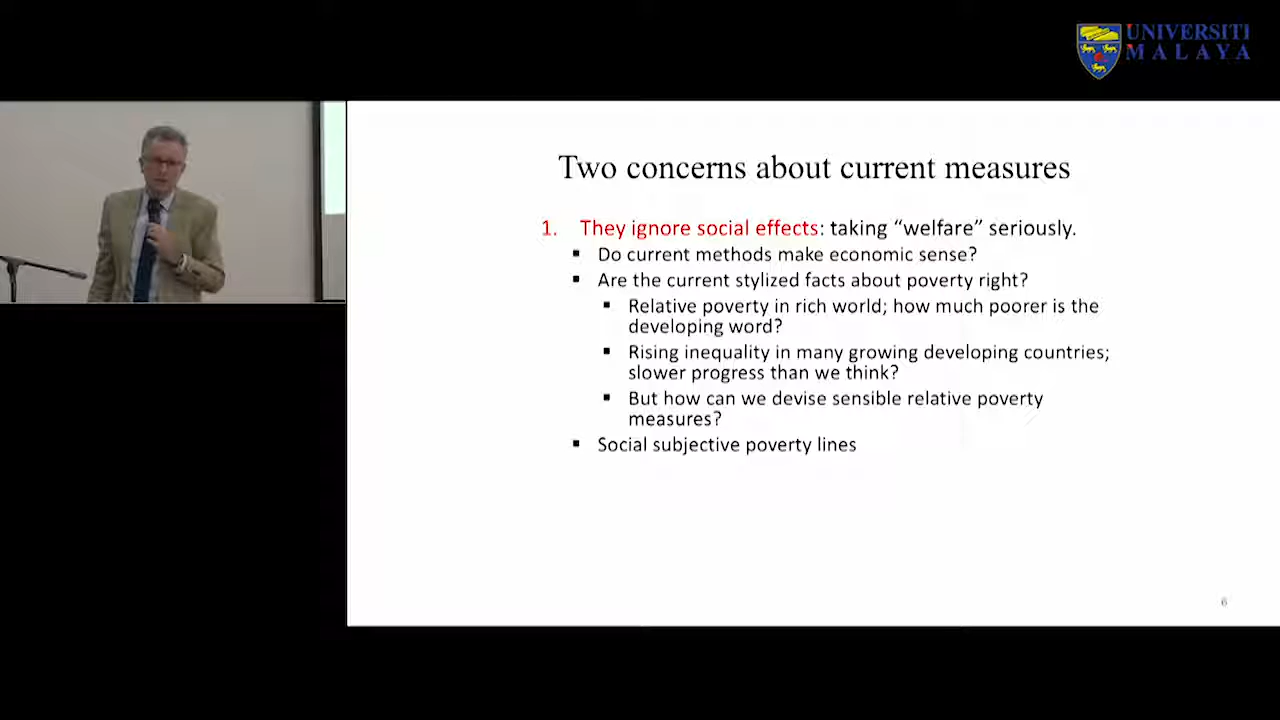 UNIVERSITI
MALAYA
Two concerns about current measures
1. They ignore social effects: taking “welfare” seriously.
▪ Do current methods make economic sense?
▪ Are the current stylized facts about poverty right?
▪ Relative poverty in rich world; how much poorer is the
developing word?
▪ Rising inequality in many growing developing countries;
slower progress than we think?
▪ But how can we devise sensible relative poverty
measures?
▪ Social subjective poverty lines
6